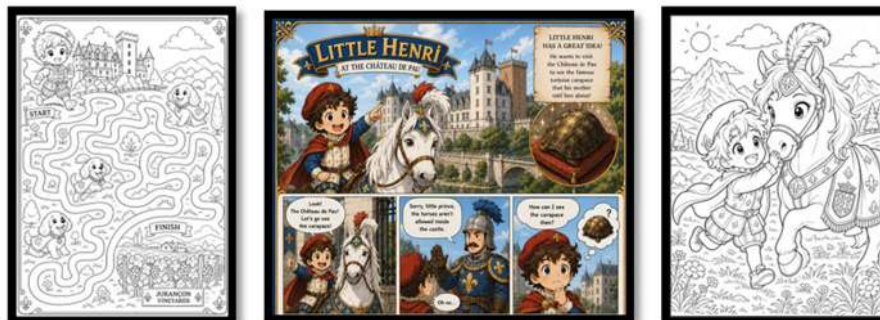 START
FINISH
JURANÇON
VINEYARDS
LITTLE HENRI
AT THE CHÂTEAU DE PAU
LITTLE HENRI
HAS A GREAT IDEA!
He wants to visit
the Château de Pau
to see the famous
tortoise carapace
that his mother
told him about!
Look!
The Château de Pau!
Let's go see
the carapace!
Sorry, little prince,
the horses aren't
allowed inside
the castle.
Oh no...
How can I see
the carapace
then?
?